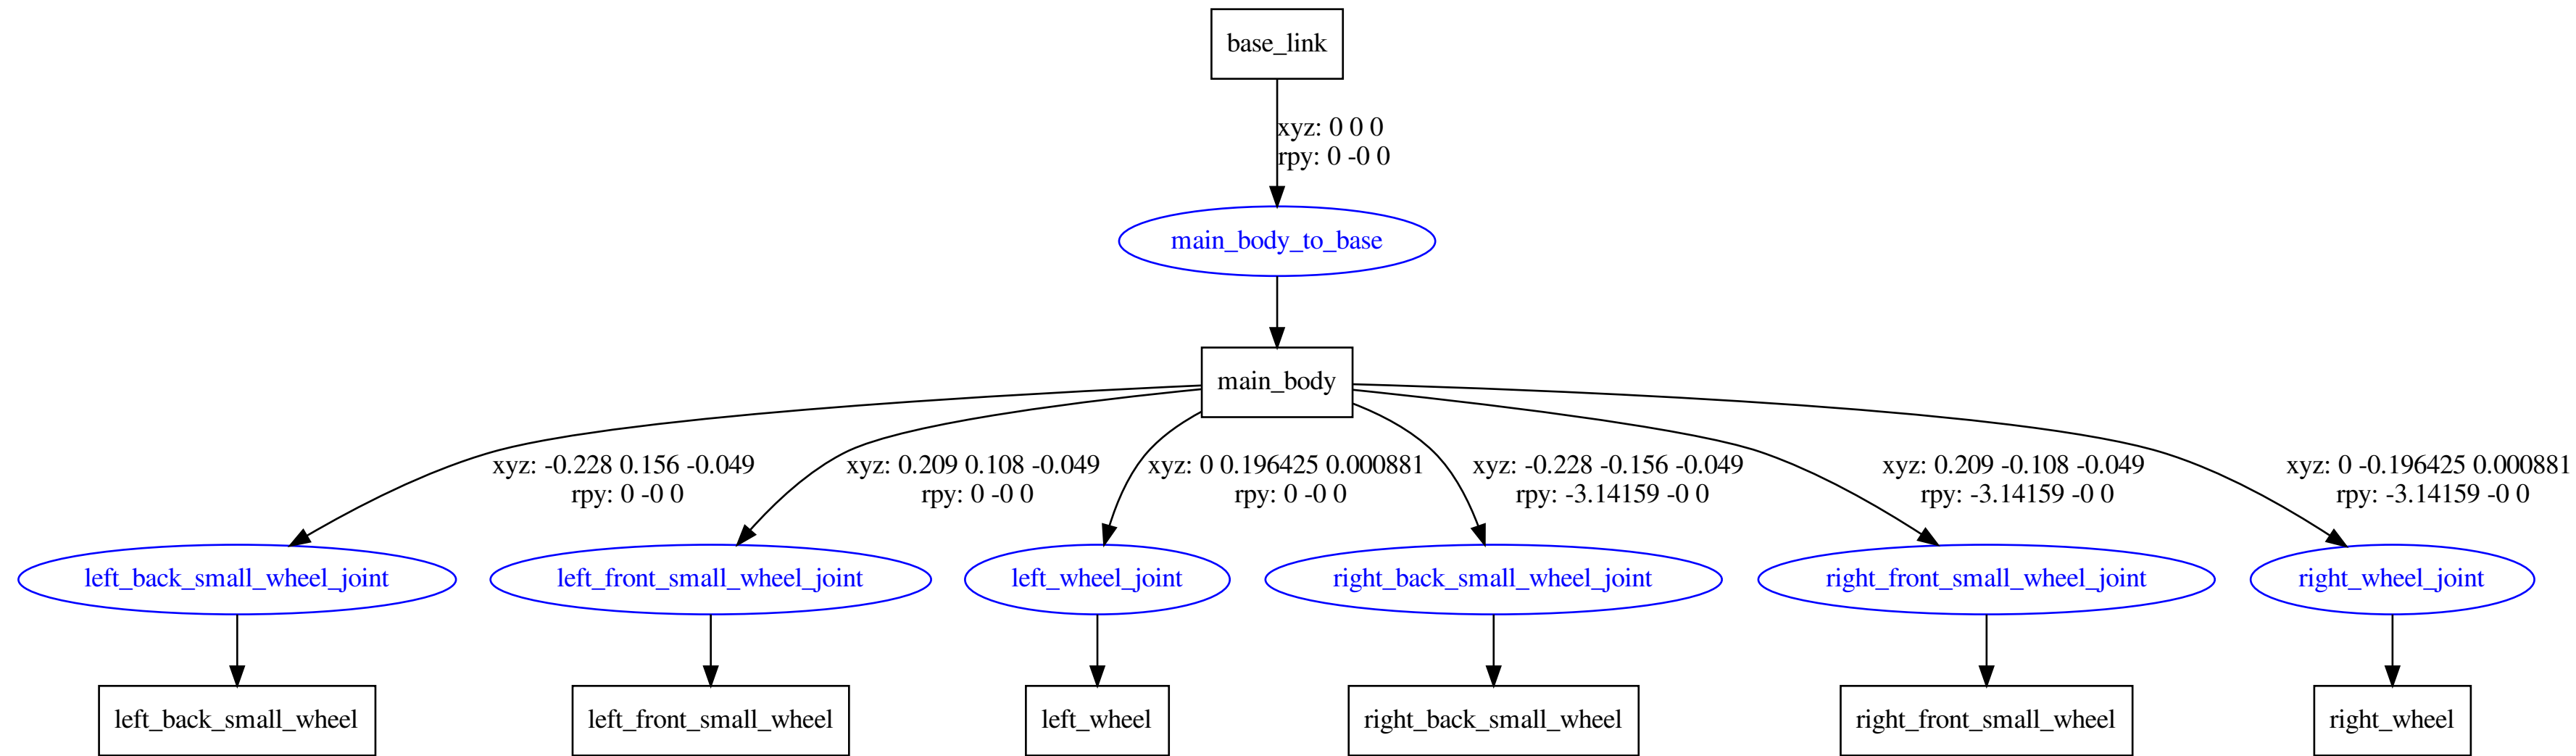 base_link
xyz: 0 0 0
rpy: 0 -0 0
main_body_to_base
main_body
xyz: -0.228 0.156 -0.049
rpy: 0 -0 0
xyz: 0.209 0.108 -0.049
rpy: 0 -0 0
xyz: 0 0.196425 0.000881
rpy: 0 -0 0
xyz: -0.228 -0.156 -0.049
rpy: -3.14159 -0 0
xyz: 0.209 -0.108 -0.049
rpy: -3.14159 -0 0
xyz: 0 -0.196425 0.000881
rpy: -3.14159 -0 0
left_back_small_wheel_joint
left_front_small_wheel_joint
left_wheel_joint
right_back_small_wheel_joint
right_front_small_wheel_joint
right_wheel_joint
left_back_small_wheel
left_front_small_wheel
left_wheel
right_back_small_wheel
right_front_small_wheel
right_wheel